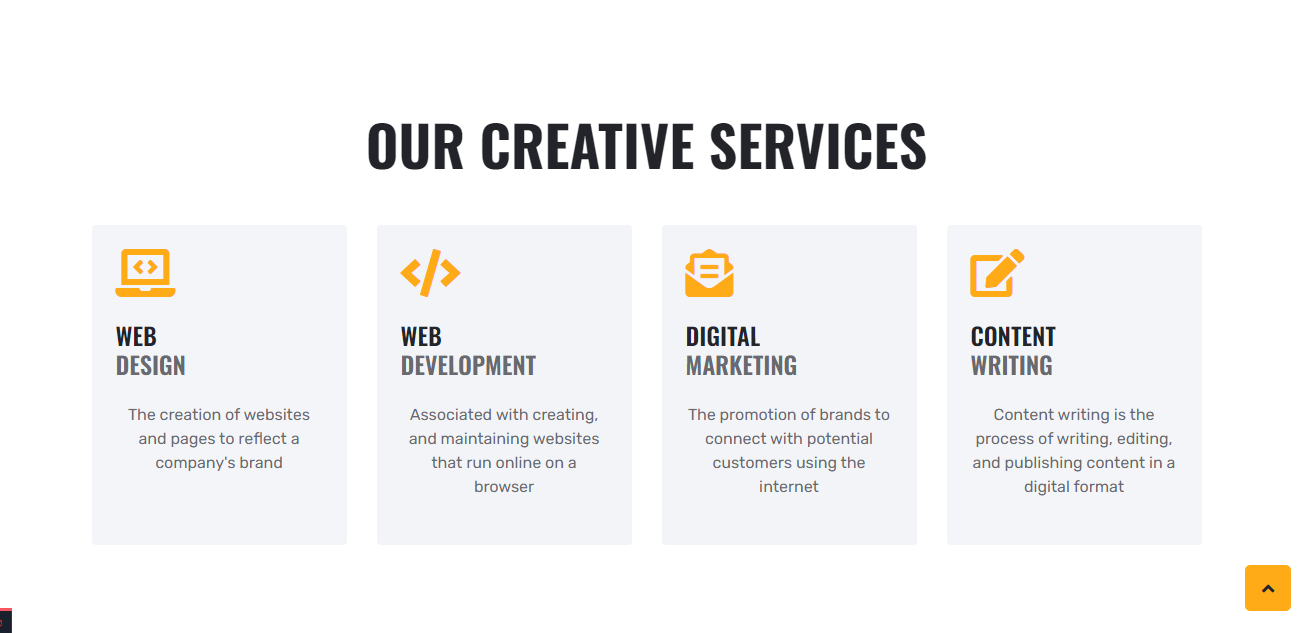 OUR CREATIVE SERVICES
WEB
DESIGN
The creation of websites
and pages to reflect a
company's brand
WEB
DEVELOPMENT
Associated with creating,
and maintaining websites
that run online on a
browser
DIGITAL
MARKETING
The promotion of brands to
connect with potential
customers using the
internet
CONTENT
WRITING
Content writing is the
process of writing, editing,
and publishing content in a
digital format